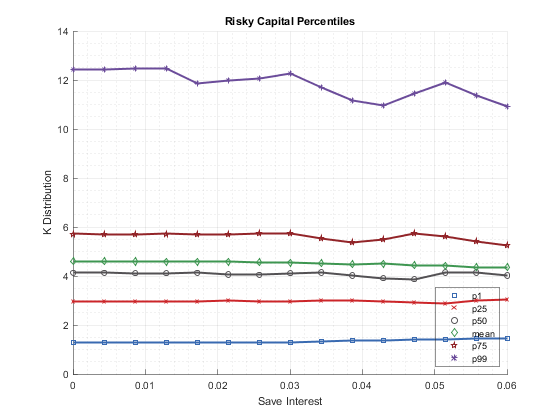 Risky Capital Percentiles
14
12
10
8
6
4
2
0
K Distribution
0
0.01
0.02
0.03
0.04
0.05
0.06
Save Interest
p1
p25
p50
mean
p75
p99